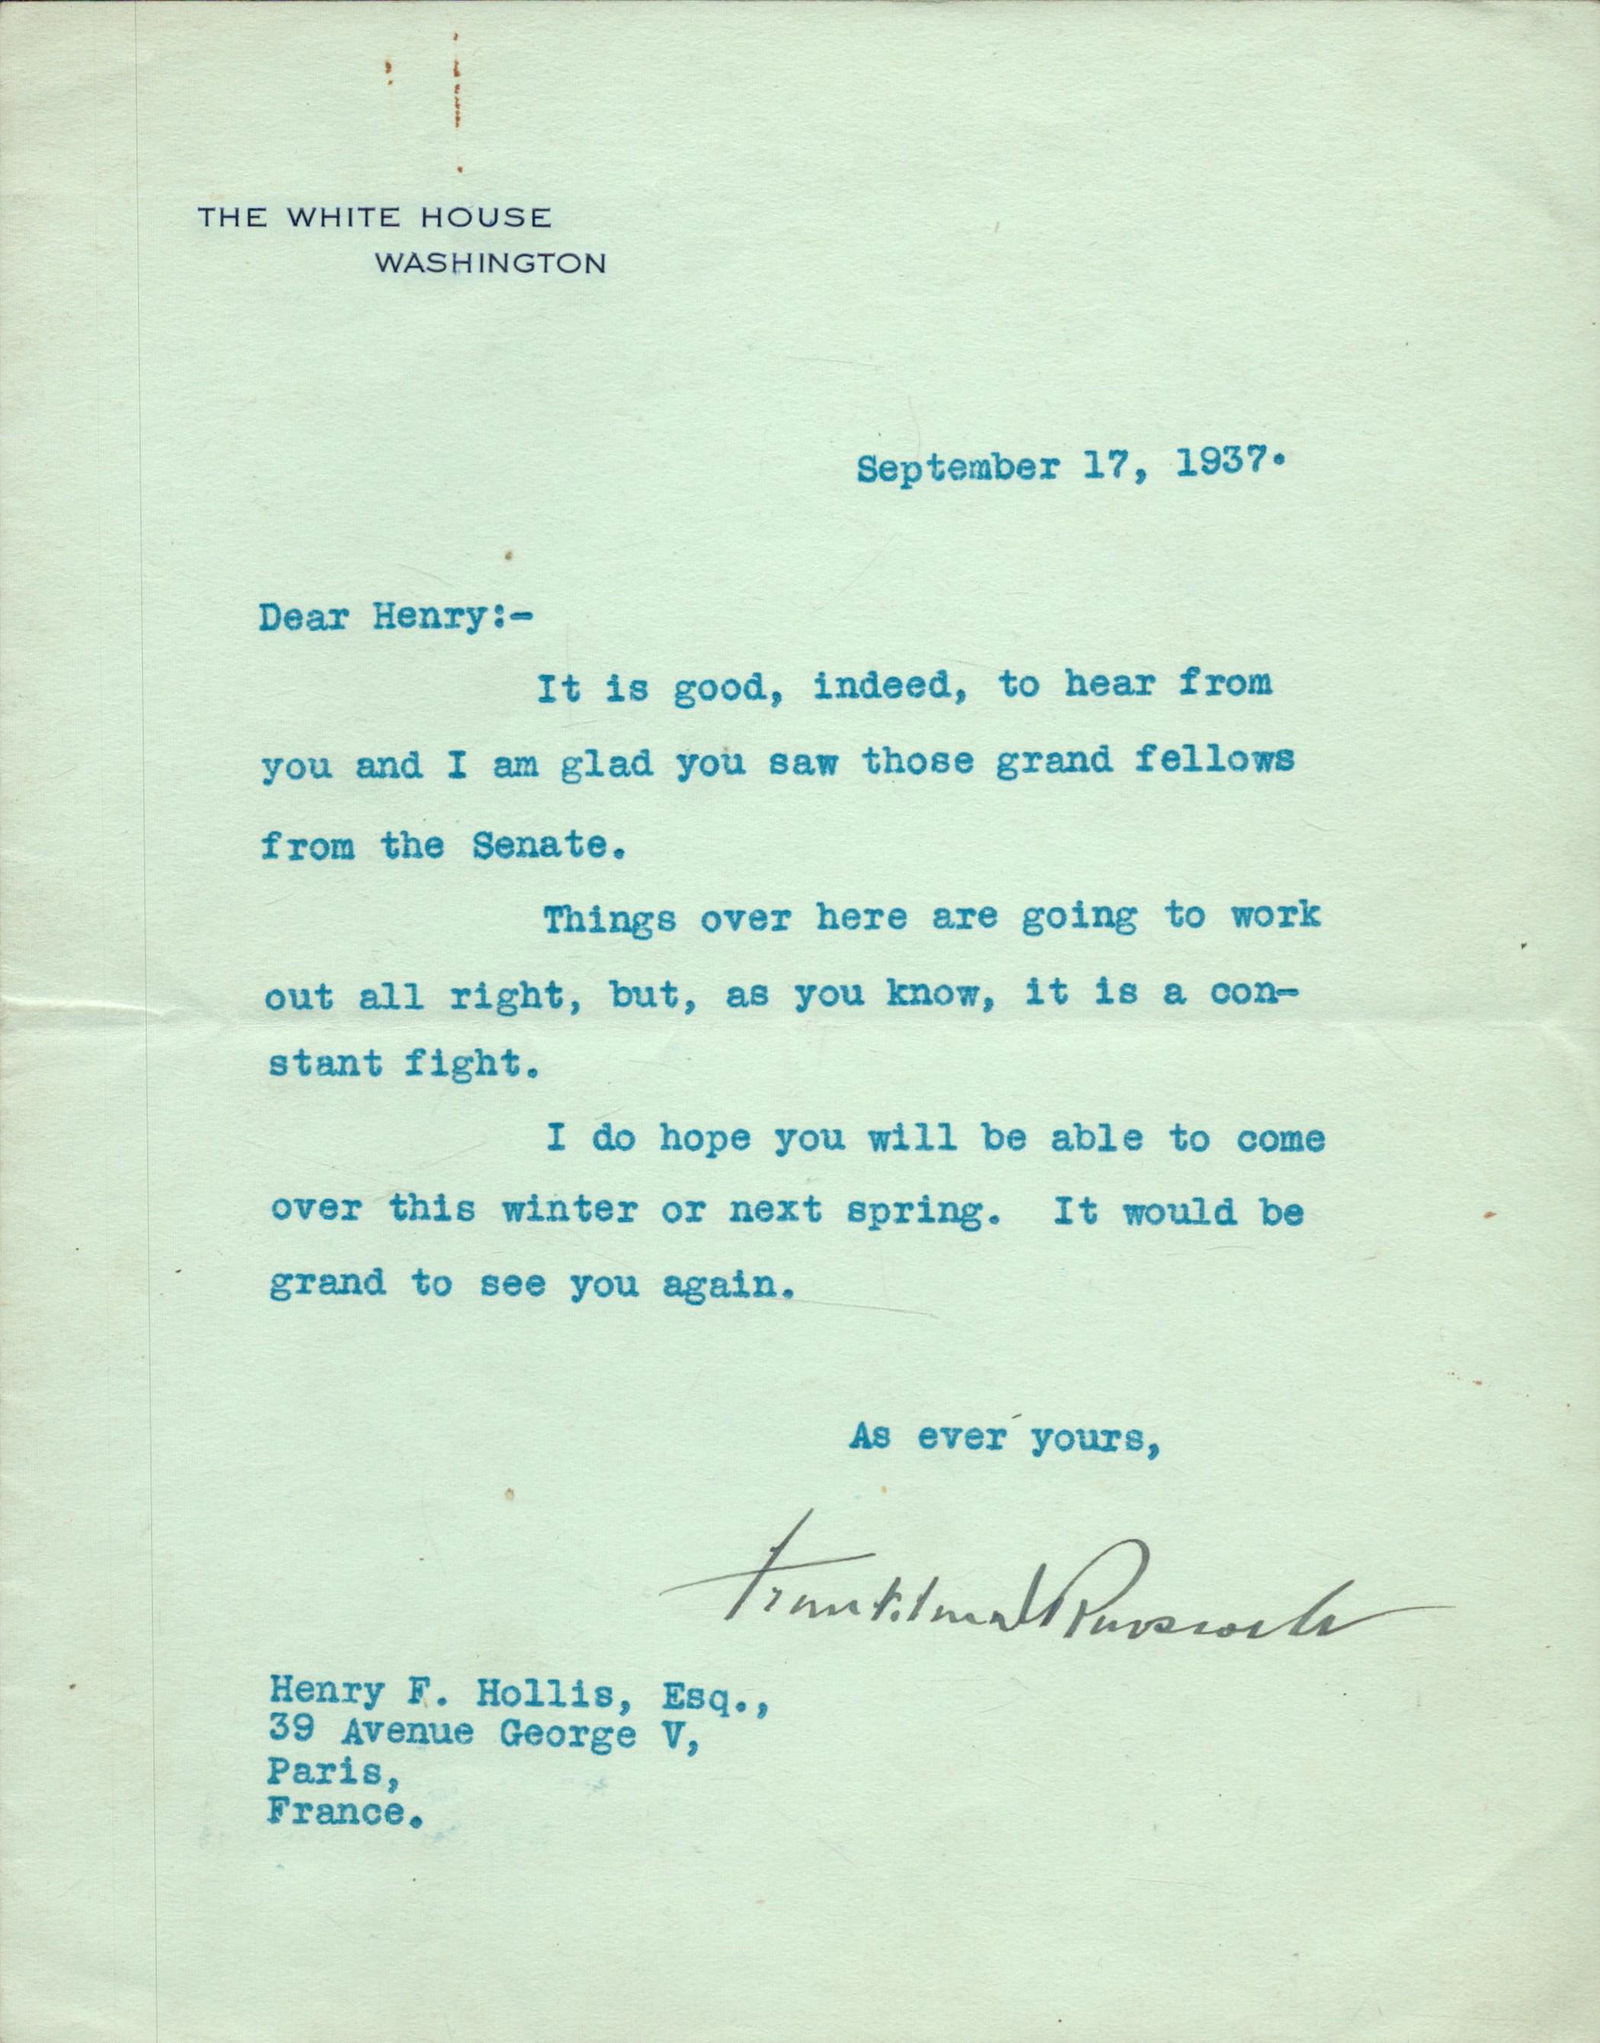 THE WHITE HOUSE
WASHINGTON
September 17, 1937.
Dear Henry:-
It is good, indeed, to hear from
you and I am glad you saw those grand fellows
from the Senate.
Things over here are going to work
out all right, but, as you know, it is a con-
stant fight.
I do hope you will be able to come
over this winter or next spring. It would be
grand to see you again.
As ever yours,
Franklin D Roosevelt
Henry F. Hollis, Esq.,
39 Avenue George V,
Paris,
France.